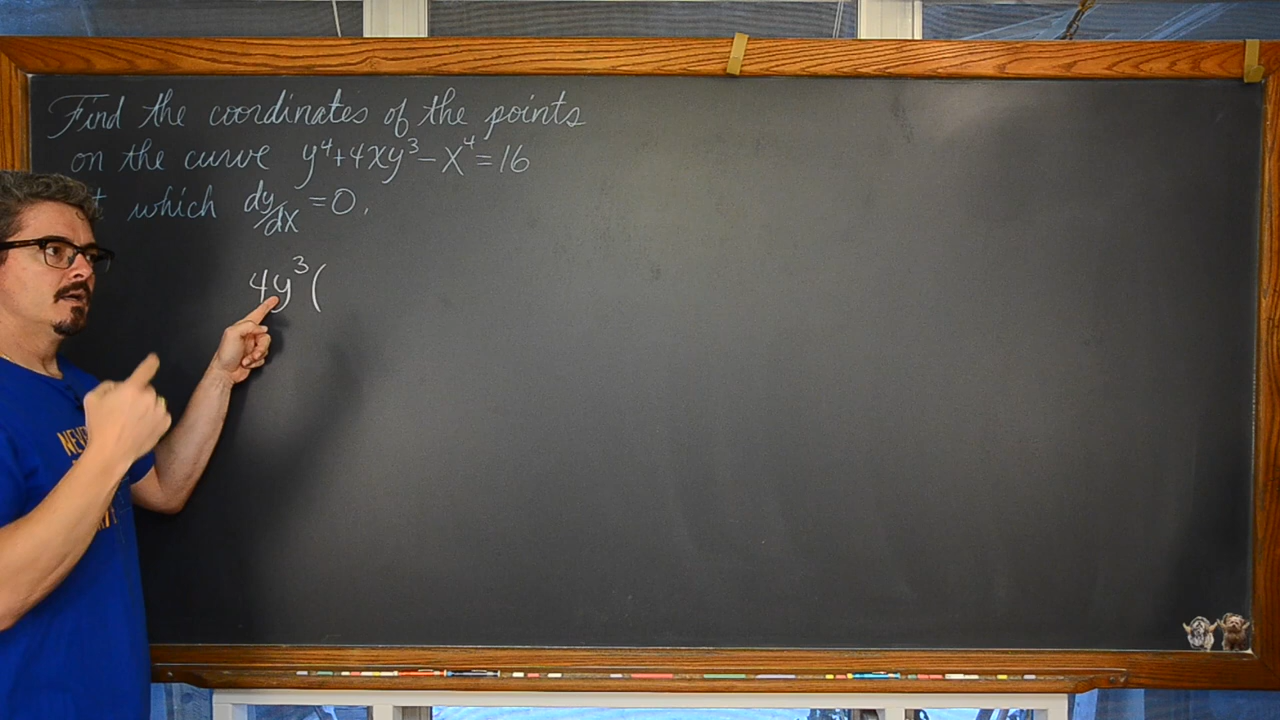 Find the coordinates of the points
on the curve y⁴+4xy³-x⁴=16
which dy/dx =0.
4y³(